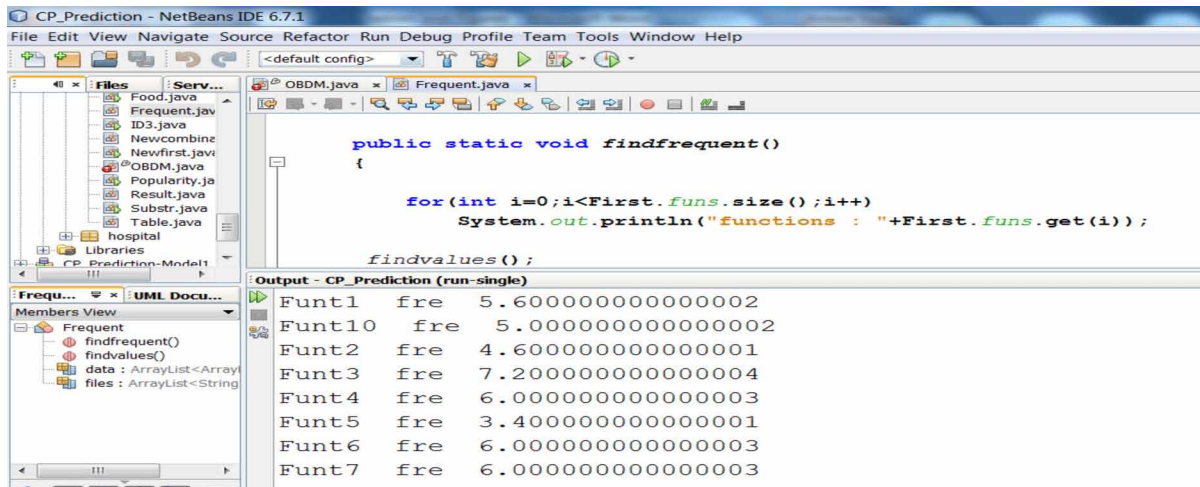 CP_Prediction - NetBeans IDE 6.7.1
File Edit View Navigate Source Refactor Run Debug Profile Team Tools Window Help
<default config>
Files Serv...
Food.java
Frequent.jav
ID3.java
Newcombina
Newfirst.java
OBDM.java
Popularity.ja
Result.java
Substr.java
Table.java
hospital
Libraries
CP_Prediction-Model1
OBDM.java x Frequent.java x
public static void findfrequent()
{
for(int i=0;i<First.funs.size();i++)
System.out.println("functions : "+First.funs.get(i));
findvalues();
Frequ... UML Docu...
Members View
Frequent
findfrequent()
findvalues()
data : ArrayList<Arrayl
files : ArrayList<String
Output - CP_Prediction (run-single)
Funt1 fre 5.6000000000000002
Funt10 fre 5.000000000000002
Funt2 fre 4.600000000000001
Funt3 fre 7.200000000000004
Funt4 fre 6.000000000000003
Funt5 fre 3.400000000000001
Funt6 fre 6.000000000000003
Funt7 fre 6.000000000000003